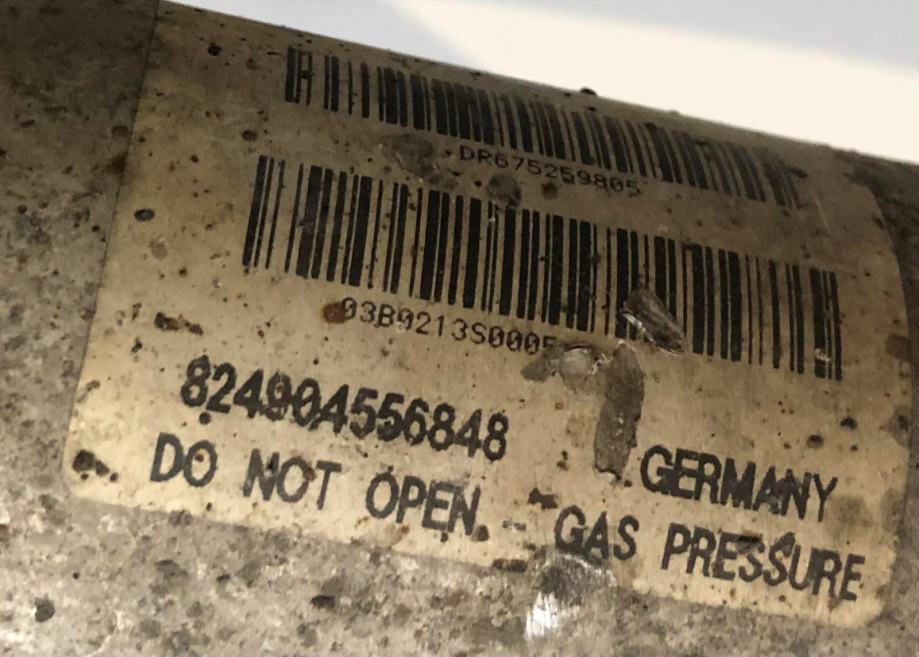 DR675259805
03B0213S0005
824904556848
GERMANY
DO NOT OPEN. - GAS PRESSURE